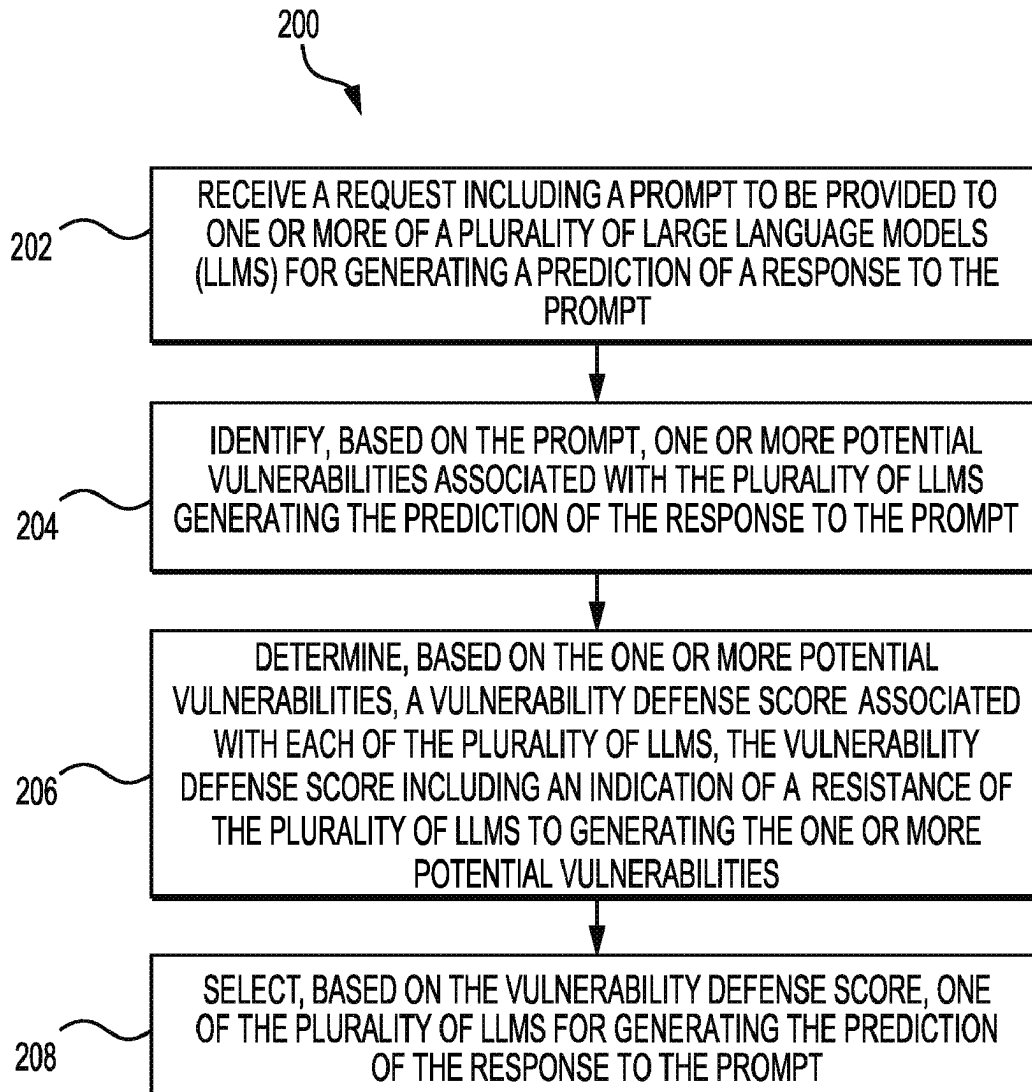 200
202
RECEIVE A REQUEST INCLUDING A PROMPT TO BE PROVIDED TO
ONE OR MORE OF A PLURALITY OF LARGE LANGUAGE MODELS
(LLMS) FOR GENERATING A PREDICTION OF A RESPONSE TO THE
PROMPT
204
IDENTIFY, BASED ON THE PROMPT, ONE OR MORE POTENTIAL
VULNERABILITIES ASSOCIATED WITH THE PLURALITY OF LLMS
GENERATING THE PREDICTION OF THE RESPONSE TO THE PROMPT
206
DETERMINE, BASED ON THE ONE OR MORE POTENTIAL
VULNERABILITIES, A VULNERABILITY DEFENSE SCORE ASSOCIATED
WITH EACH OF THE PLURALITY OF LLMS, THE VULNERABILITY
DEFENSE SCORE INCLUDING AN INDICATION OF A RESISTANCE OF
THE PLURALITY OF LLMS TO GENERATING THE ONE OR MORE
POTENTIAL VULNERABILITIES
208
SELECT, BASED ON THE VULNERABILITY DEFENSE SCORE, ONE
OF THE PLURALITY OF LLMS FOR GENERATING THE PREDICTION
OF THE RESPONSE TO THE PROMPT